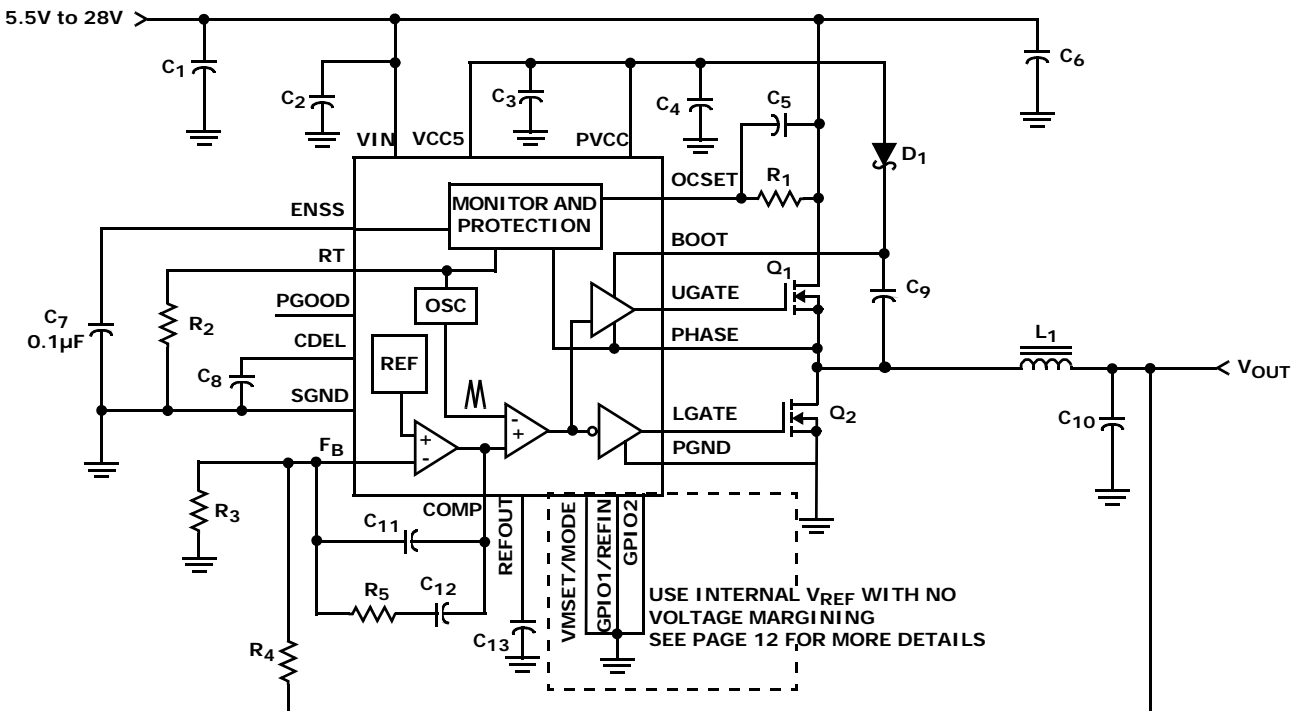 5.5V to 28V
C1
C2
C3
C4
C5
C6
VIN
VCC5
PVCC
D1
OCSET
R1
MONITOR AND
PROTECTION
ENSS
BOOT
RT
Q1
C9
PGOOD
OSC
UGATE
C7
0.1µF
R2
CDEL
PHASE
L1
REF
VOUT
C8
SGND
LGATE
Q2
C10
FB
+
-
-
+
PGND
R3
COMP
REFOUT
VMSET/MODE
GPIO1/REFIN
GPIO2
C11
R5
C12
USE INTERNAL VREF WITH NO
VOLTAGE MARGINING
SEE PAGE 12 FOR MORE DETAILS
R4
C13